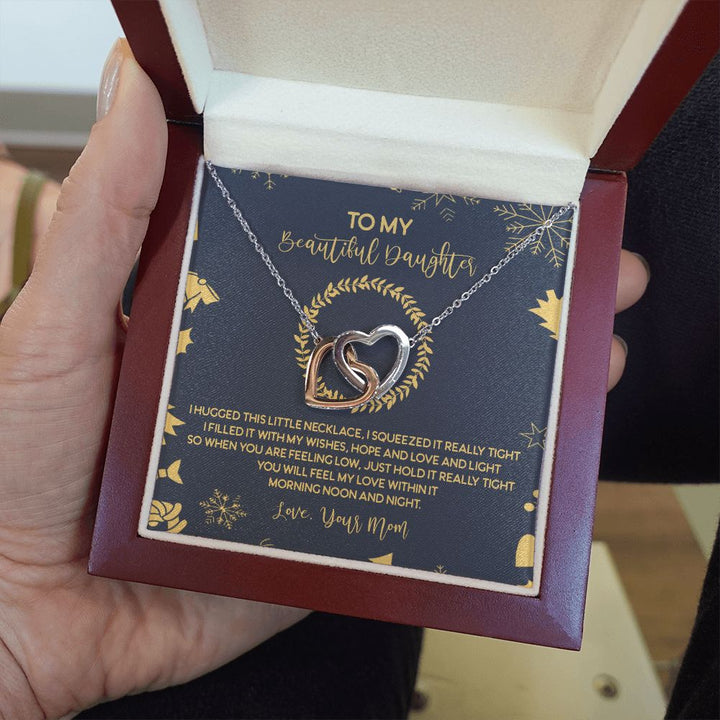 TO MY
Beautiful Daughter
I HUGGED THIS LITTLE NECKLACE, I SQUEEZED IT REALLY TIGHT
I FILLED IT WITH MY WISHES, HOPE AND LOVE AND LIGHT
SO WHEN YOU ARE FEELING LOW, JUST HOLD IT REALLY TIGHT
YOU WILL FEEL MY LOVE WITHIN IT
MORNING NOON AND NIGHT.
Love, Your Mom